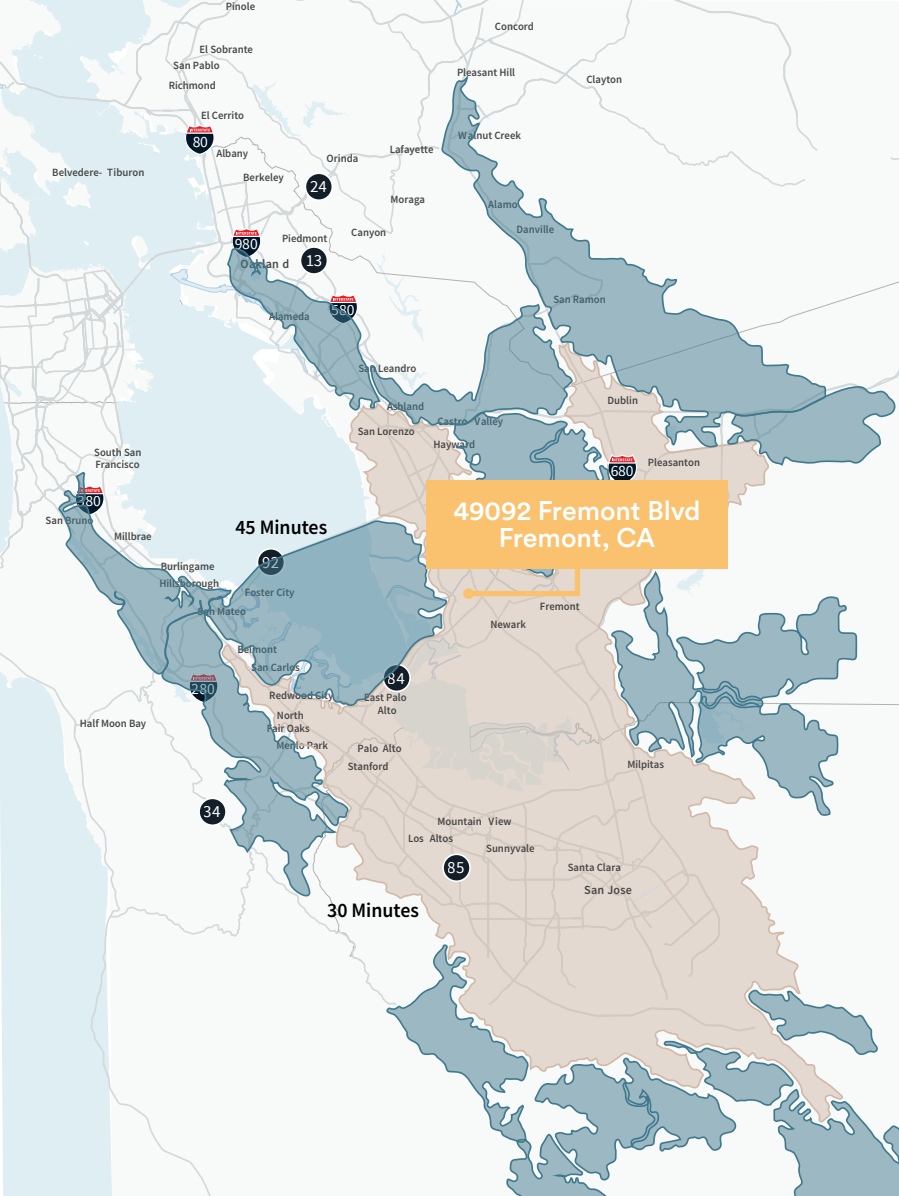 Pinole
Concord
El Sobrante
San Pablo
Pleasant Hill
Richmond
Clayton
El Cerrito
INTERSTATE
80
Walnut Creek
Albany
Lafayette
Orinda
Belvedere- Tiburon
Berkeley
24
Moraga
Alamo
Danville
Canyon
Piedmont
INTERSTATE
980
13
Oaklan d
San Ramon
INTERSTATE
580
Alameda
San Leandro
Dublin
Ashland
Castro Valley
San Lorenzo
Hayward
South San
Francisco
Pleasanton
INTERSTATE
680
INTERSTATE
380
San Bruno
49092 Fremont Blvd
Fremont, CA
45 Minutes
Millbrae
92
Burlingame
Hillsborough
Foster City
San Mateo
Fremont
Newark
Belmont
San Carlos
84
280
Redwood City
East Palo
Alto
North
Fair Oaks
Half Moon Bay
Menlo Park
Palo Alto
Stanford
Milpitas
34
Mountain View
Los Altos
Sunnyvale
85
Santa Clara
San Jose
30 Minutes